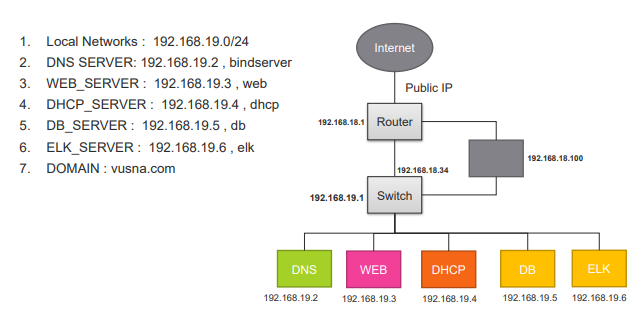 1. Local Networks : 192.168.19.0/24
2. DNS SERVER: 192.168.19.2 , bindserver
3. WEB_SERVER : 192.168.19.3 , web
4. DHCP_SERVER : 192.168.19.4 , dhcp
5. DB_SERVER : 192.168.19.5 , db
6. ELK_SERVER : 192.168.19.6 , elk
7. DOMAIN : vusna.com
Internet
Public IP
192.168.18.1
Router
192.168.18.100
192.168.18.34
192.168.19.1
Switch
DNS
WEB
DHCP
DB
ELK
192.168.19.2
192.168.19.3
192.168.19.4
192.168.19.5
192.168.19.6